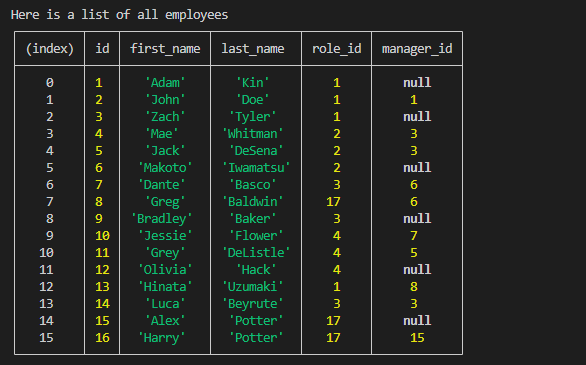 Here is a list of all employees
(index) id first_name last_name role_id manager_id
0 1 'Adam' 'Kin' 1 null
1 2 'John' 'Doe' 1 1
2 3 'Zach' 'Tyler' 1 null
3 4 'Mae' 'Whitman' 2 3
4 5 'Jack' 'DeSena' 2 3
5 6 'Makoto' 'Iwamatsu' 2 null
6 7 'Dante' 'Basco' 3 6
7 8 'Greg' 'Baldwin' 17 6
8 9 'Bradley' 'Baker' 3 null
9 10 'Jessie' 'Flower' 4 7
10 11 'Grey' 'DeListle' 4 5
11 12 'Olivia' 'Hack' 4 null
12 13 'Hinata' 'Uzumaki' 1 8
13 14 'Luca' 'Beyrute' 3 3
14 15 'Alex' 'Potter' 17 null
15 16 'Harry' 'Potter' 17 15